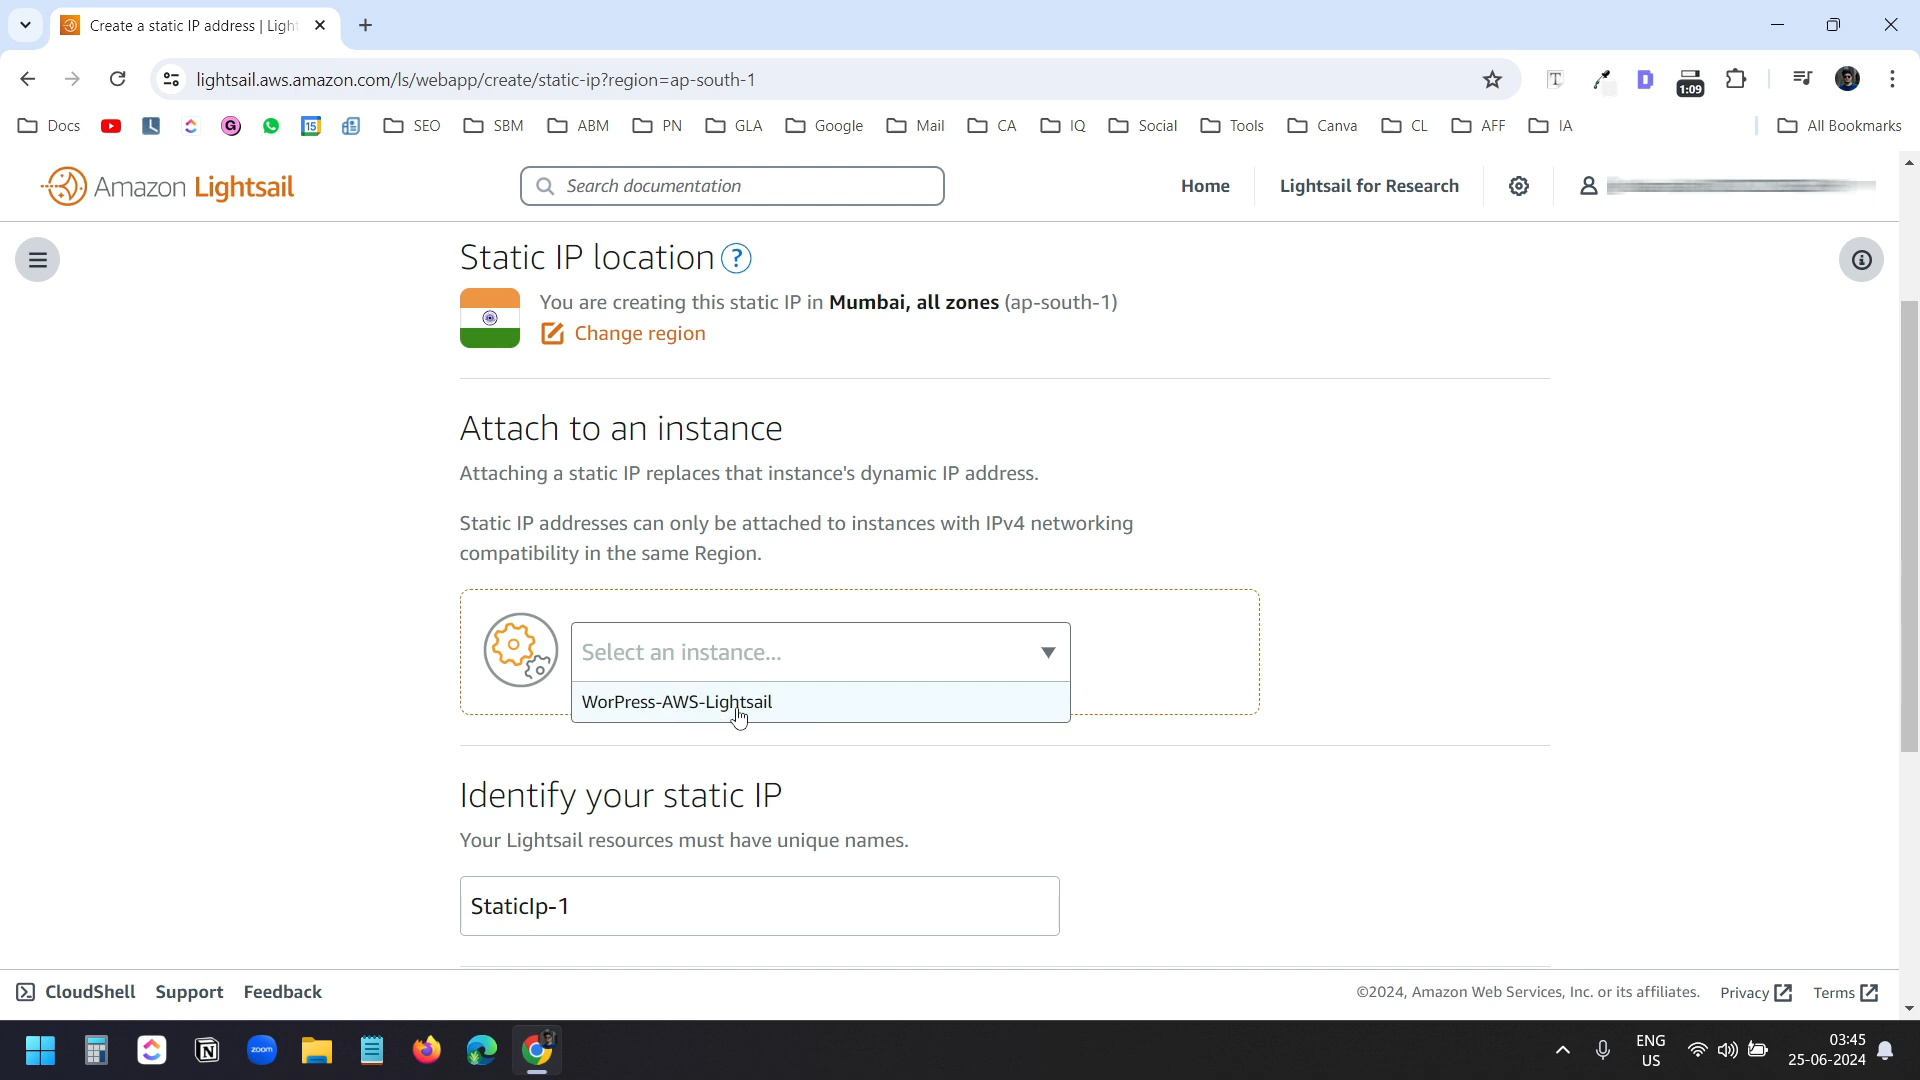 Create a static IP address | Ligh
lightsail.aws.amazon.com/ls/webapp/create/static-ip?region=ap-south-1
1:09
Docs
SEO
SBM
ABM
PN
GLA
Google
Mail
CA
IQ
Social
Tools
Canva
CL
AFF
IA
All Bookmarks
Amazon Lightsail
Search documentation
Home
Lightsail for Research
Static IP location ?
You are creating this static IP in Mumbai, all zones (ap-south-1)
Change region
Attach to an instance
Attaching a static IP replaces that instance's dynamic IP address.
Static IP addresses can only be attached to instances with IPv4 networking
compatibility in the same Region.
Select an instance...
WorPress-AWS-Lightsail
Identify your static IP
Your Lightsail resources must have unique names.
StaticIp-1
CloudShell
Support
Feedback
©2024, Amazon Web Services, Inc. or its affiliates.
Privacy
Terms
zoom
ENG
US
03:45
25-06-2024